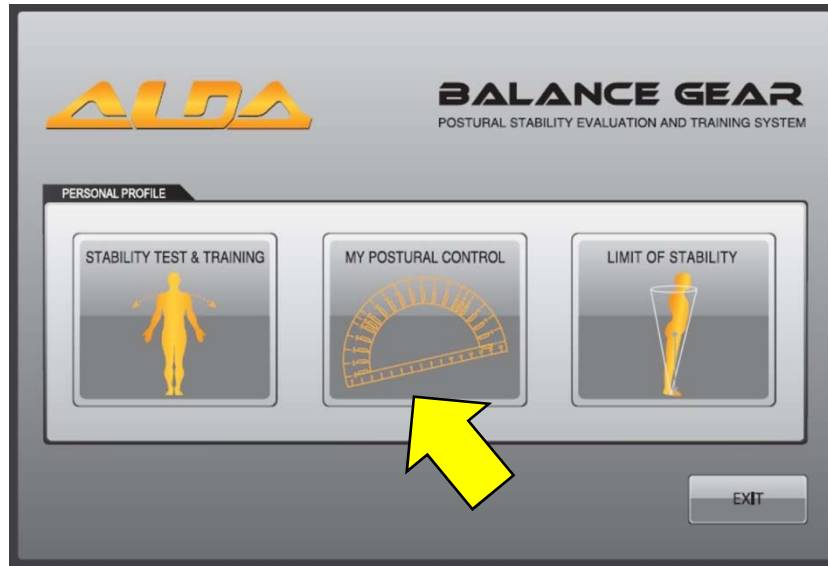 ALDA
BALANCE GEAR
POSTURAL STABILITY EVALUATION AND TRAINING SYSTEM
PERSONAL PROFILE
STABILITY TEST & TRAINING
MY POSTURAL CONTROL
LIMIT OF STABILITY
EXIT